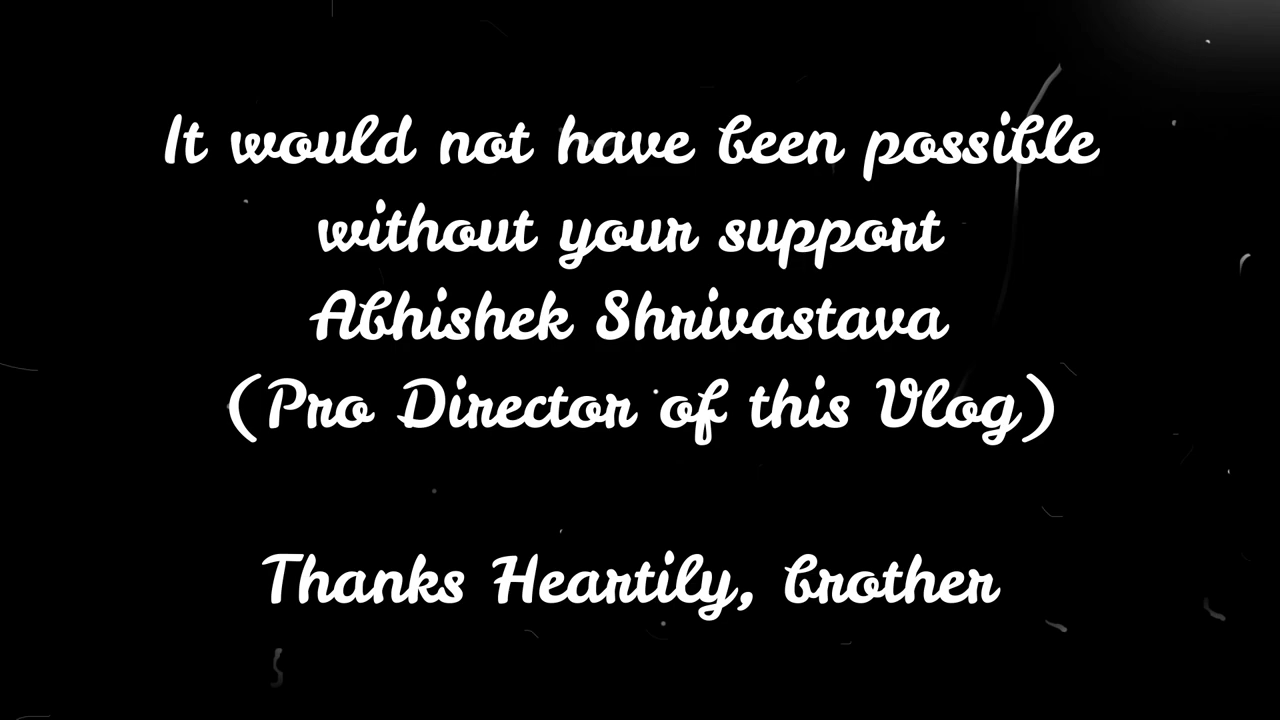 It would not have been possible
without your support
Abhishek Shrivastava
(Pro Director of this Vlog)
Thanks Heartily, brother